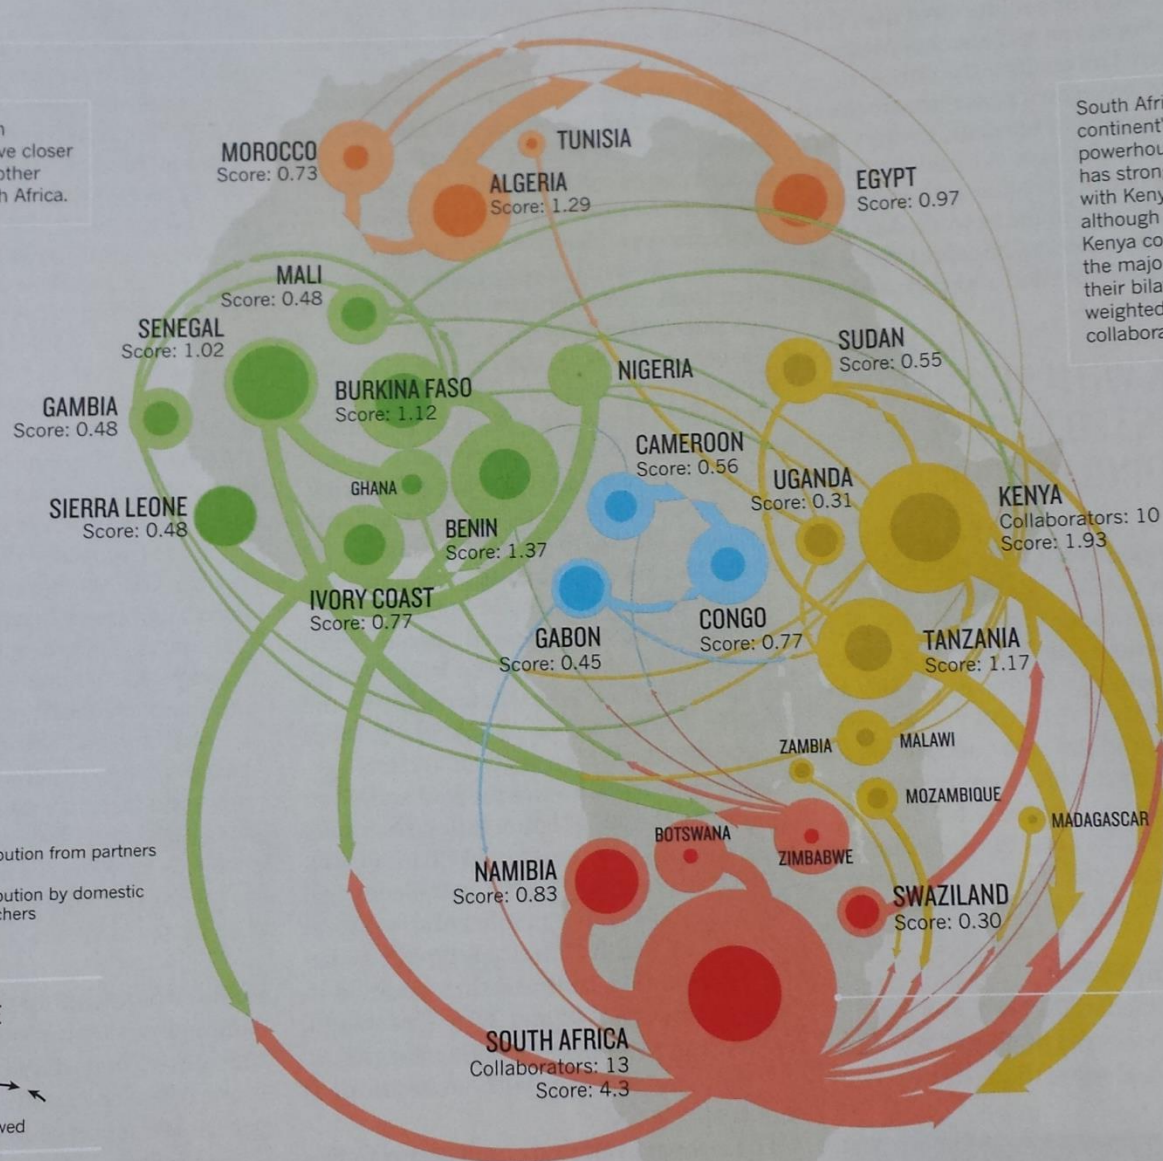 ve closer
other
h Africa.
South Afri
continent'
powerhou
has stron
with Keny
although
Kenya co
the majo
their bila
weighted
collabora
MOROCCO
Score: 0.73
TUNISIA
ALGERIA
Score: 1.29
EGYPT
Score: 0.97
MALI
Score: 0.48
SENEGAL
Score: 1.02
GAMBIA
Score: 0.48
BURKINA FASO
Score: 1.12
NIGERIA
SUDAN
Score: 0.55
SIERRA LEONE
Score: 0.48
GHANA
BENIN
Score: 1.37
CAMEROON
Score: 0.56
UGANDA
Score: 0.31
KENYA
Collaborators: 10
Score: 1.93
IVORY COAST
Score: 0.77
GABON
Score: 0.45
CONGO
Score: 0.77
TANZANIA
Score: 1.17
ZAMBIA
MALAWI
MOZAMBIQUE
MADAGASCAR
BOTSWANA
ZIMBABWE
NAMIBIA
Score: 0.83
SWAZILAND
Score: 0.30
SOUTH AFRICA
Collaborators: 13
Score: 4.3
bution from partners
bution by domestic
chers
ved